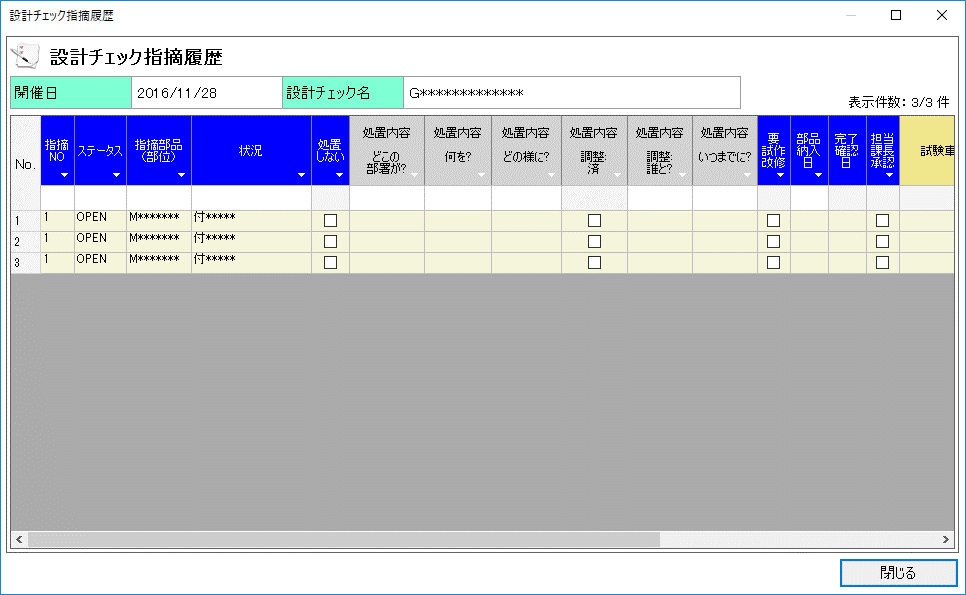 設計チェック指摘履歴
設計チェック指摘履歴
開催日 2016/11/28 設計チェック名 G*************
表示件数: 3/3 件
No. 指摘NO ステータス 指摘部品(部位) 状況 処置しない 処置内容 どこの部署が? 処置内容 何を? 処置内容 どの様に? 処置内容 調整済 処置内容 調整誰と? 処置内容 いつまでに? 要試作改修 部品納入日 完了確認日 担当課長承認 試験車
1 1 OPEN M******* 付*****
2 1 OPEN M******* 付*****
3 1 OPEN M******* 付*****
閉じる